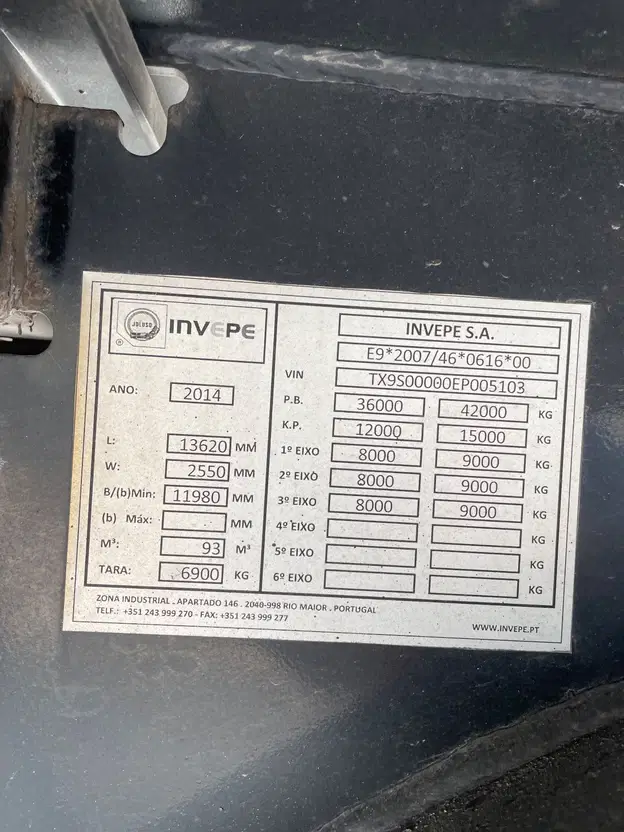 JOLUSO
INVEPE
®
ANO: 2014
L: 13620 MM
W: 2550 MM
B/(b)Min: 11980 MM
(b) Máx: MM
M³: 93 M³
TARA: 6900 KG
INVEPE S.A.
E9*2007/46*0616*00
VIN TX9S00000EP005103
P.B. 36000 42000 KG
K.P. 12000 15000 KG
1º EIXO 8000 9000 KG
2º EIXO 8000 9000 KG
3º EIXO 8000 9000 KG
4º EIXO KG
5º EIXO KG
6º EIXO KG
ZONA INDUSTRIAL . APARTADO 146 . 2040-998 RIO MAIOR . PORTUGAL
TELF.: +351 243 999 270 - FAX: +351 243 999 277
WWW.INVEPE.PT